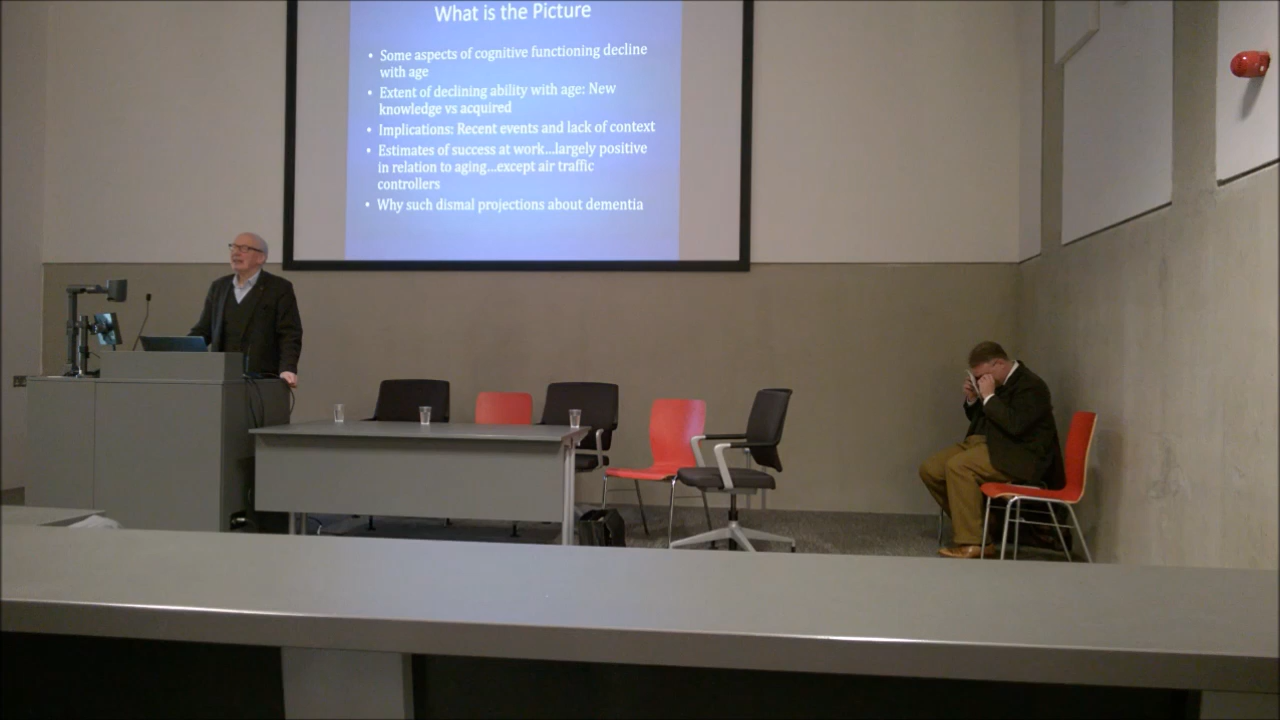 What is the Picture
• Some aspects of cognitive functioning decline
with age
• Extent of declining ability with age: New
knowledge vs acquired
• Implications: Recent events and lack of context
• Estimates of success at work...largely positive
in relation to aging...except air traffic
controllers
• Why such dismal projections about dementia